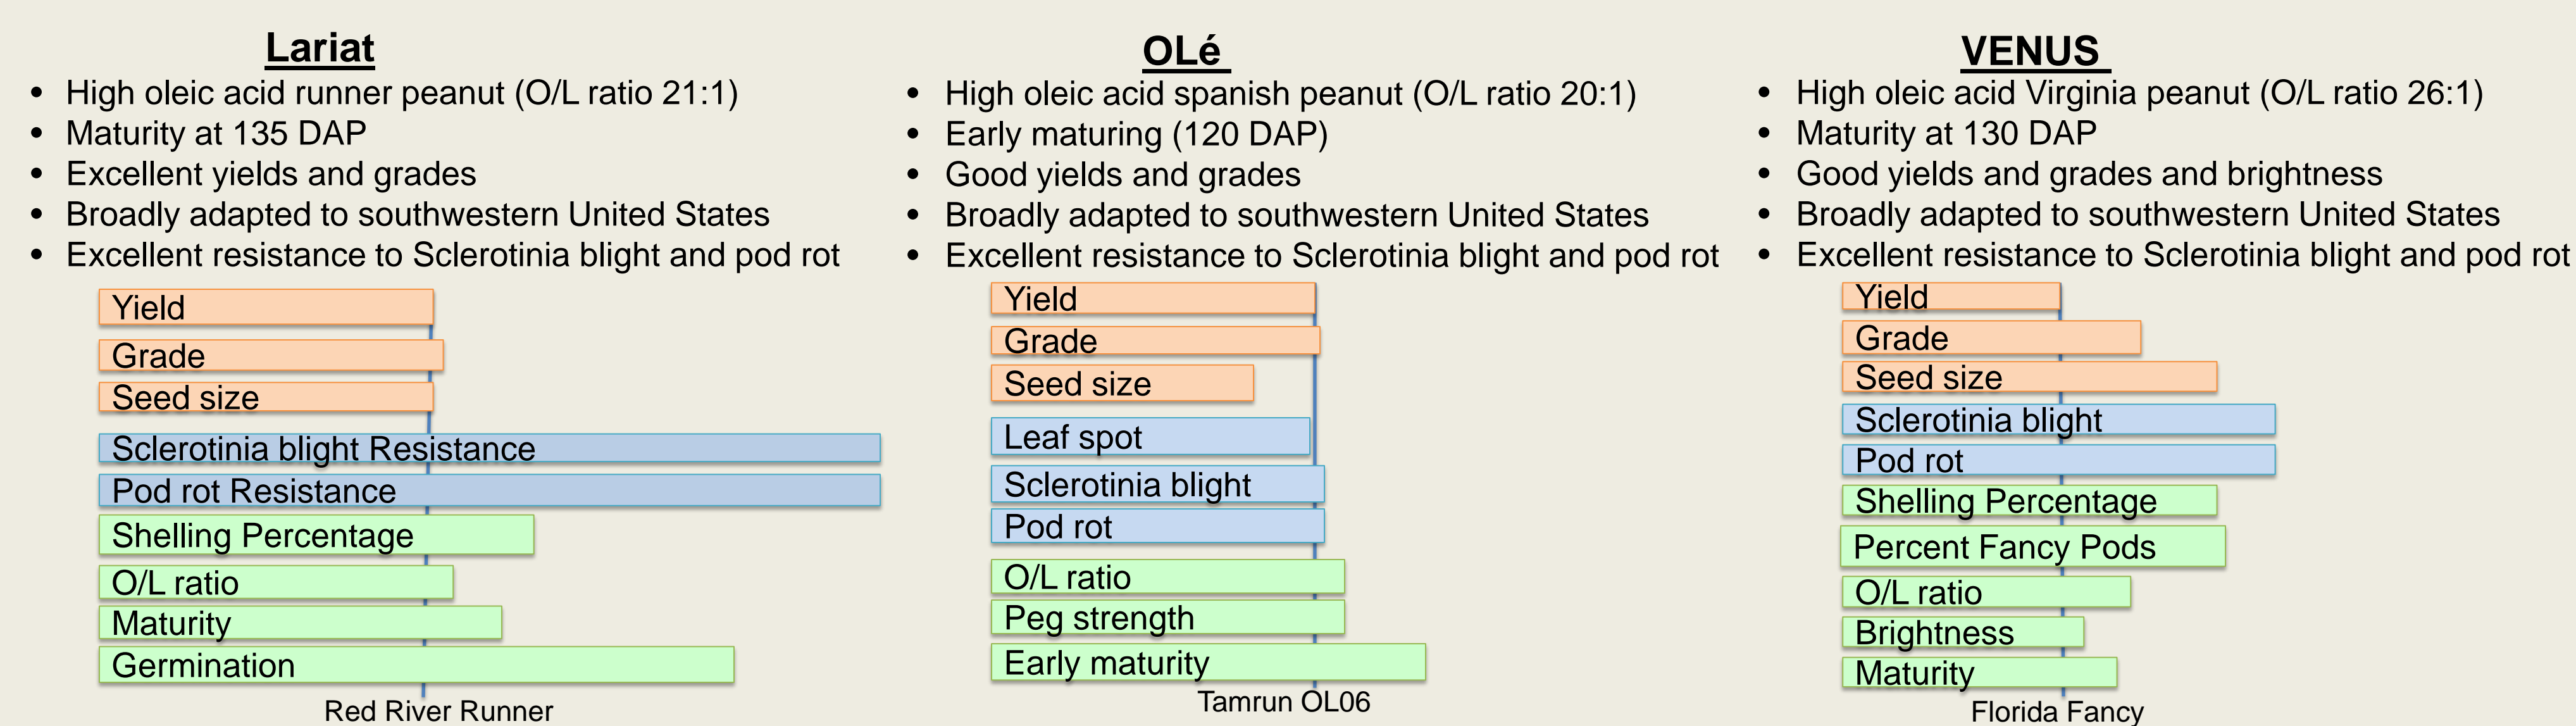 Lariat
• High oleic acid runner peanut (O/L ratio 21:1)
• Maturity at 135 DAP
• Excellent yields and grades
• Broadly adapted to southwestern United States
• Excellent resistance to Sclerotinia blight and pod rot
Yield
Grade
Seed size
Sclerotinia blight Resistance
Pod rot Resistance
Shelling Percentage
O/L ratio
Maturity
Germination
Red River Runner
OLé
• High oleic acid spanish peanut (O/L ratio 20:1)
• Early maturing (120 DAP)
• Good yields and grades
• Broadly adapted to southwestern United States
• Excellent resistance to Sclerotinia blight and pod rot
Yield
Grade
Seed size
Leaf spot
Sclerotinia blight
Pod rot
O/L ratio
Peg strength
Early maturity
Tamrun OL06
VENUS
• High oleic acid Virginia peanut (O/L ratio 26:1)
• Maturity at 130 DAP
• Good yields and grades and brightness
• Broadly adapted to southwestern United States
• Excellent resistance to Sclerotinia blight and pod rot
Yield
Grade
Seed size
Sclerotinia blight
Pod rot
Shelling Percentage
Percent Fancy Pods
O/L ratio
Brightness
Maturity
Florida Fancy